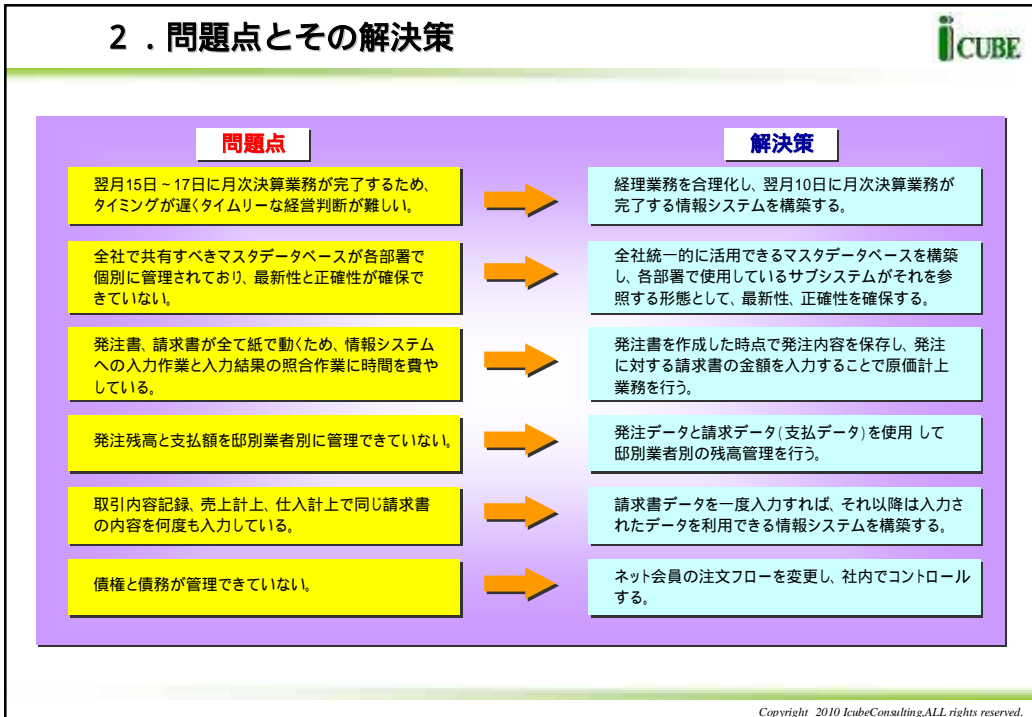 ２．問題点とその解決策
iCUBE
問題点
解決策
翌月15日～17日に月次決算業務が完了するため、
タイミングが遅くタイムリーな経営判断が難しい。
経理業務を合理化し、翌月10日に月次決算業務が
完了する情報システムを構築する。
全社で共有すべきマスタデータベースが各部署で
個別に管理されており、最新性と正確性が確保で
きていない。
全社統一的に活用できるマスタデータベースを構築
し、各部署で使用しているサブシステムがそれを参
照する形態として、最新性、正確性を確保する。
発注書、請求書が全て紙で動くため、情報システム
への入力作業と入力結果の照合作業に時間を費や
している。
発注書を作成した時点で発注内容を保存し、発注
に対する請求書の金額を入力することで原価計上
業務を行う。
発注残高と支払額を邸別業者別に管理できていない。
発注データと請求データ(支払データ)を使用 して
邸別業者別の残高管理を行う。
取引内容記録、売上計上、仕入計上で同じ請求書
の内容を何度も入力している。
請求書データを一度入力すれば、それ以降は入力さ
れたデータを利用できる情報システムを構築する。
債権と債務が管理できていない。
ネット会員の注文フローを変更し、社内でコントロール
する。
Copyright 2010 IcubeConsulting,ALL rights reserved.